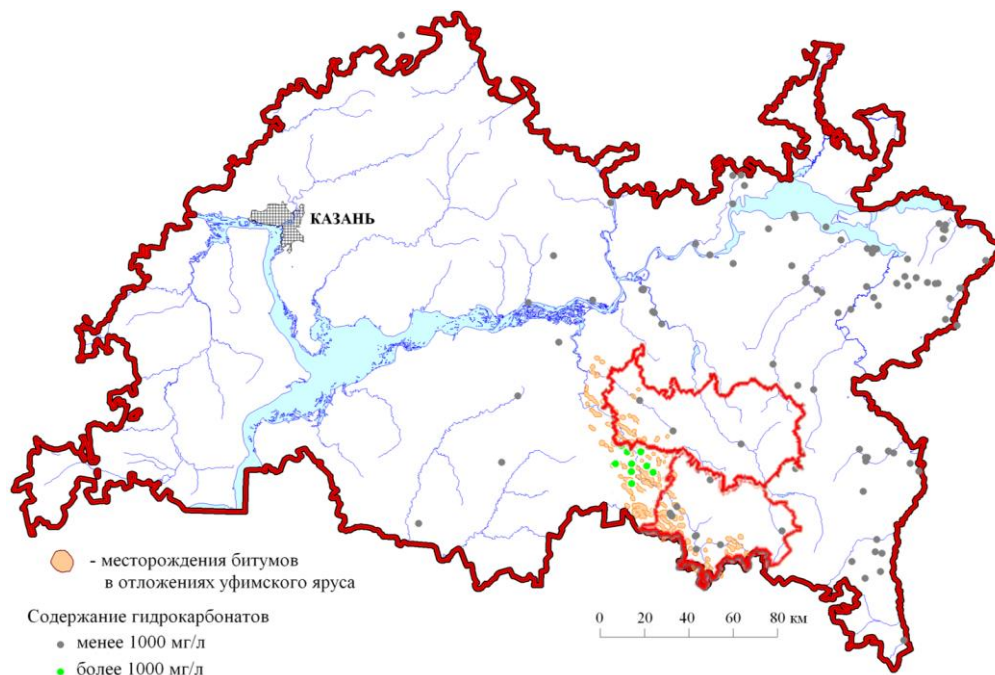 КАЗАНЬ
- месторождения битумов
в отложениях уфимского яруса
Содержание гидрокарбонатов
менее 1000 мг/л
более 1000 мг/л
0 20 40 60 80 км